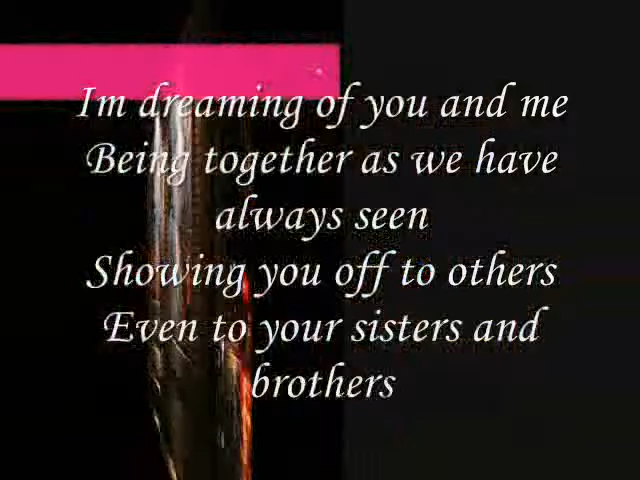 Im dreaming of you and me
Being together as we have
always seen
Showing you off to others
Even to your sisters and
brothers